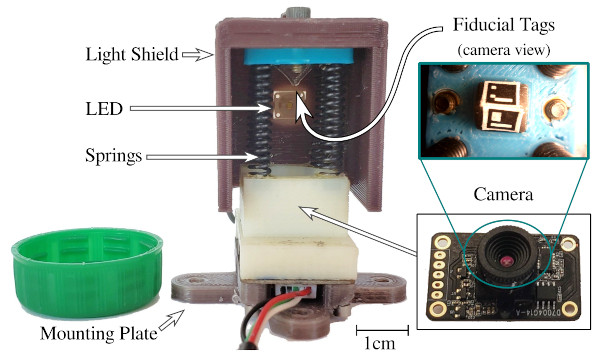 Fiducial Tags
(camera view)
Light Shield
LED
Springs
Camera
Mounting Plate
1cm